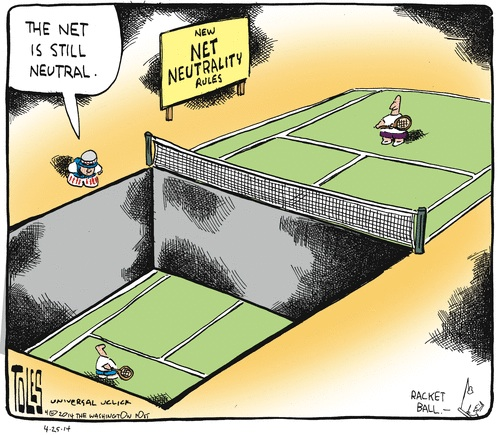 THE NET
IS STILL
NEUTRAL.
NEW
NET
NEUTRALITY
RULES
TOLES
UNIVERSAL UCLICK
©2014 THE WASHINGTON POST
4-25-14
RACKET
BALL.—